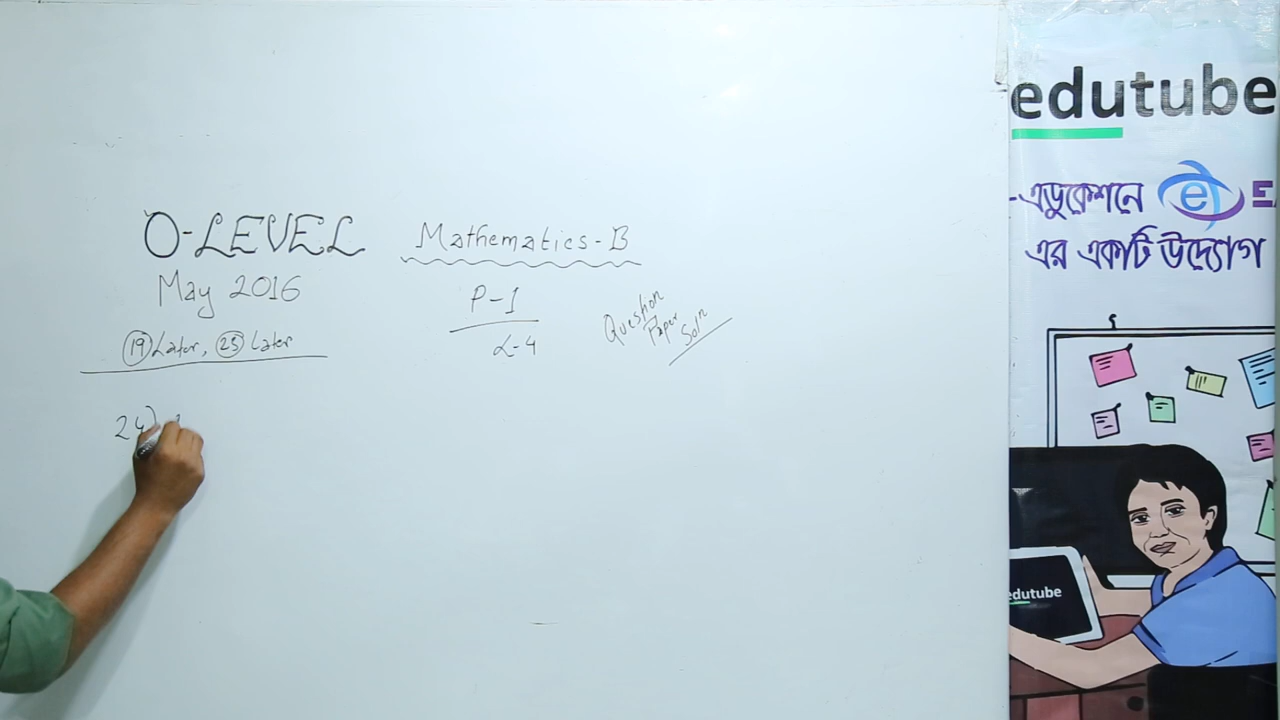 O-LEVEL Mathematics-B
May 2016 P-1
(19) Later, (25) Later L-4
Question
Paper
Soln
24)
edutube
-এডুকেশনে e E
এর একটি উদ্যোগ
edutube